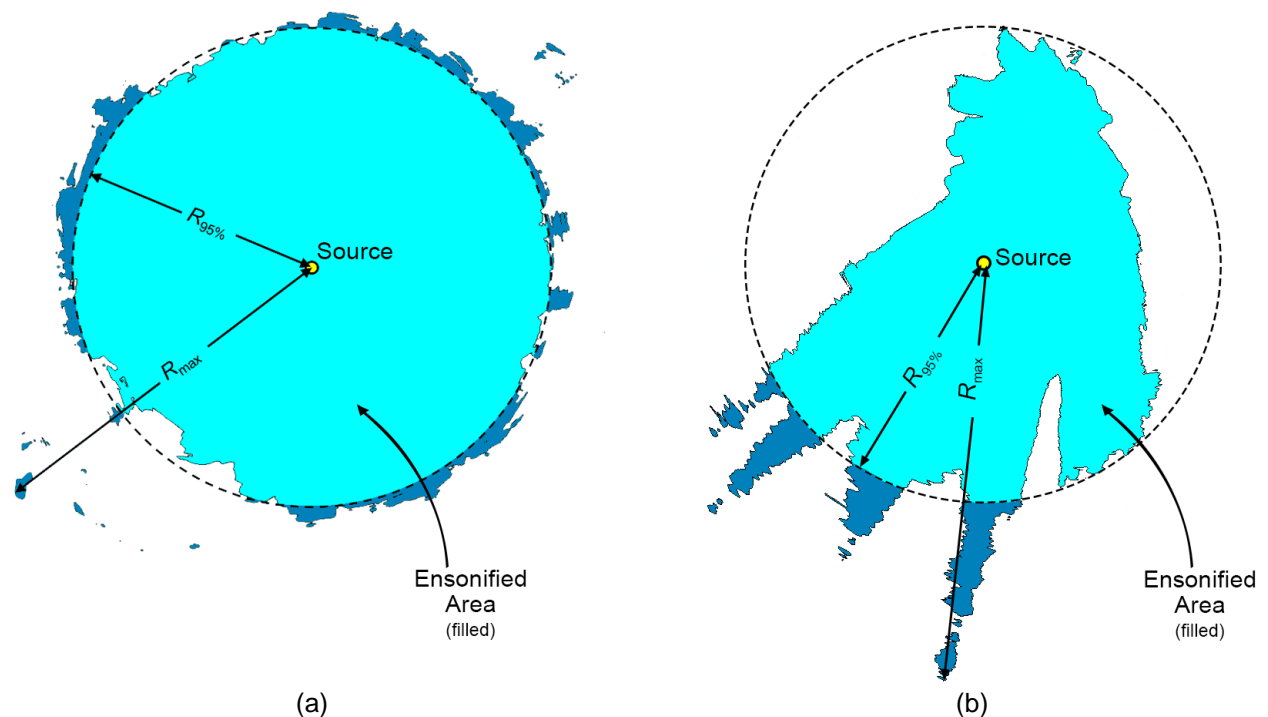 R95%
Source
Rmax
Ensonified
Area
(filled)
(a)
Source
R95%
Rmax
Ensonified
Area
(filled)
(b)